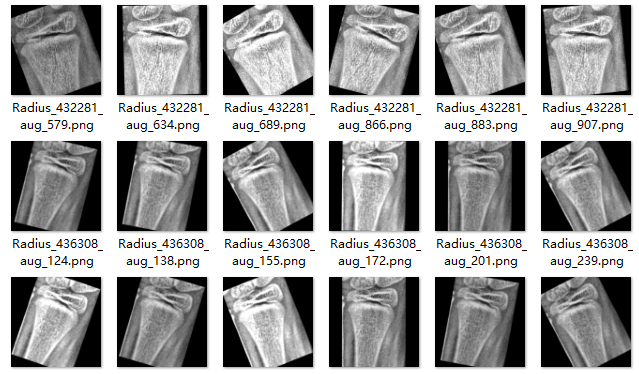 Radius_432281_ Radius_432281_ Radius_432281_ Radius_432281_ Radius_432281_ Radius_432281_
aug_579.png aug_634.png aug_689.png aug_866.png aug_883.png aug_907.png
Radius_436308_ Radius_436308_ Radius_436308_ Radius_436308_ Radius_436308_ Radius_436308_
aug_124.png aug_138.png aug_155.png aug_172.png aug_201.png aug_239.png